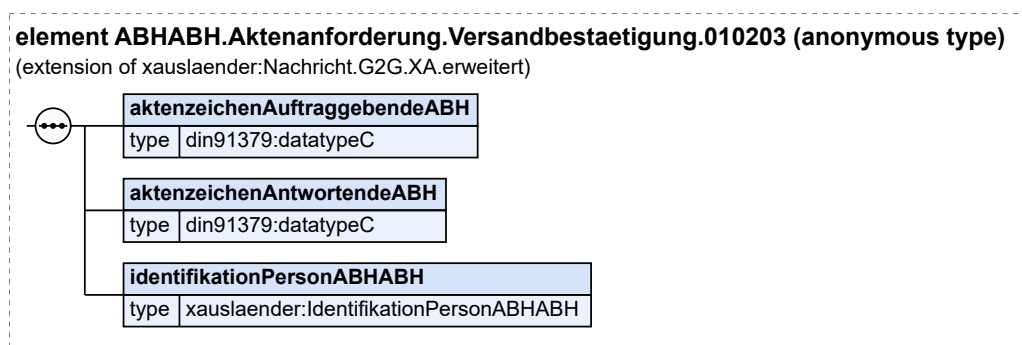 element ABHABH.Aktenanforderung.Versandbestaetigung.010203 (anonymous type)
(extension of xauslaender:Nachricht.G2G.XA.erweitert)
aktenzeichenAuftraggebendeABH
type din91379:datatypeC
aktenzeichenAntwortendeABH
type din91379:datatypeC
identifikationPersonABHABH
type xauslaender:IdentifikationPersonABHABH